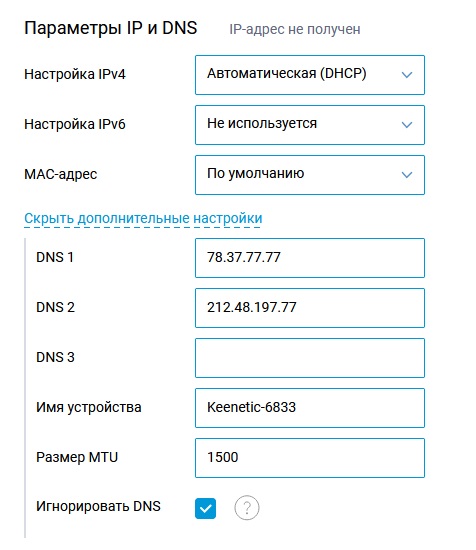 Параметры IP и DNS IP-адрес не получен
Настройка IPv4 Автоматическая (DHCP)
Настройка IPv6 Не используется
MAC-адрес По умолчанию
Скрыть дополнительные настройки
DNS 1 78.37.77.77
DNS 2 212.48.197.77
DNS 3
Имя устройства Keenetic-6833
Размер MTU 1500
Игнорировать DNS ?